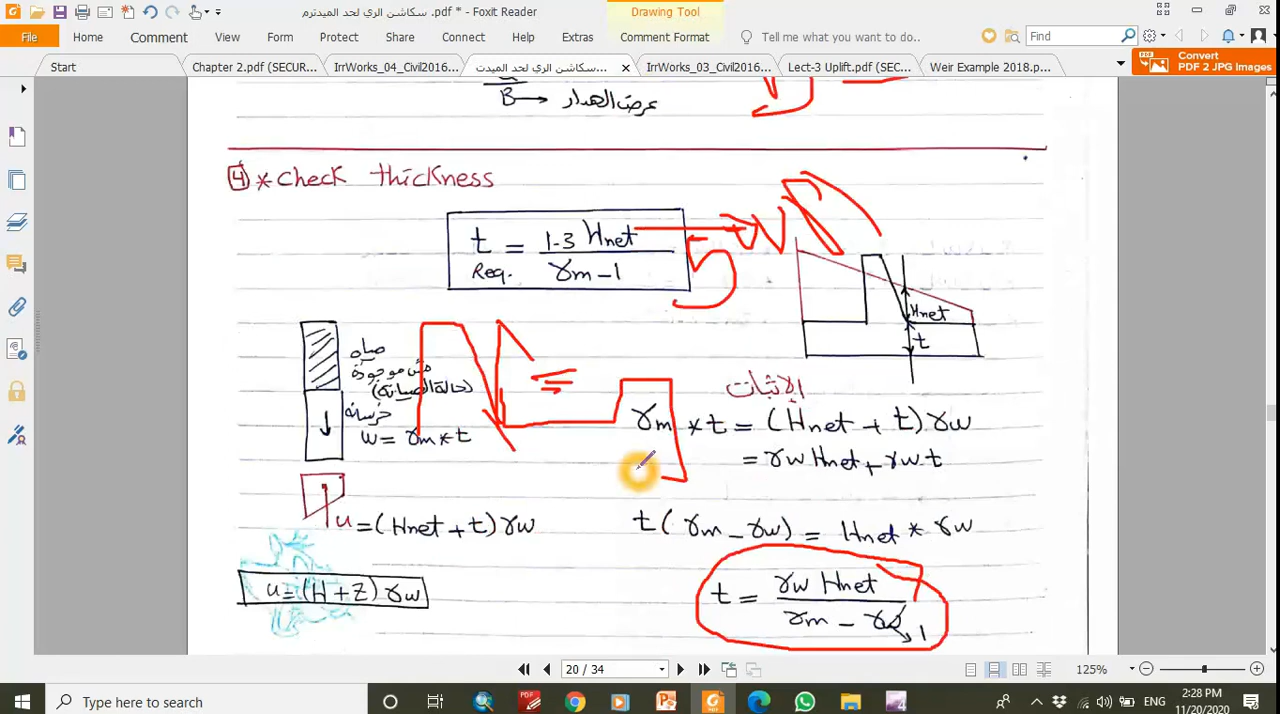 سكاشن الري لحد الميدترم.pdf * - Foxit Reader
Drawing Tool
File Home Comment View Form Protect Share Connect Help Extras Comment Format Tell me what you want to do... Find
Start Chapter 2.pdf (SECUR... IrrWorks_04_Civil2016... سكاشن الري لحد الميدت... IrrWorks_03_Civil2016... Lect-3 Uplift.pdf (SEC... Weir Example 2018.p...
Convert
PDF 2 JPG Images
B → عرض الهدار
4 * Check thickness
t Req. = 1.3 Hnet / γm - 1
5
Hnet
t
مياه
مش موجودة
(حالة الصيانة)
خرسانة
w = γm * t
الإثبات
γm * t = (Hnet + t) γw
= γw Hnet + γw t
u = (Hnet + t) γw
t (γm - γw) = Hnet * γw
t = γw Hnet / γm - γw 1
u = (H + Z) γw
20 / 34
125%
Type here to search
ENG
2:28 PM
11/20/2020